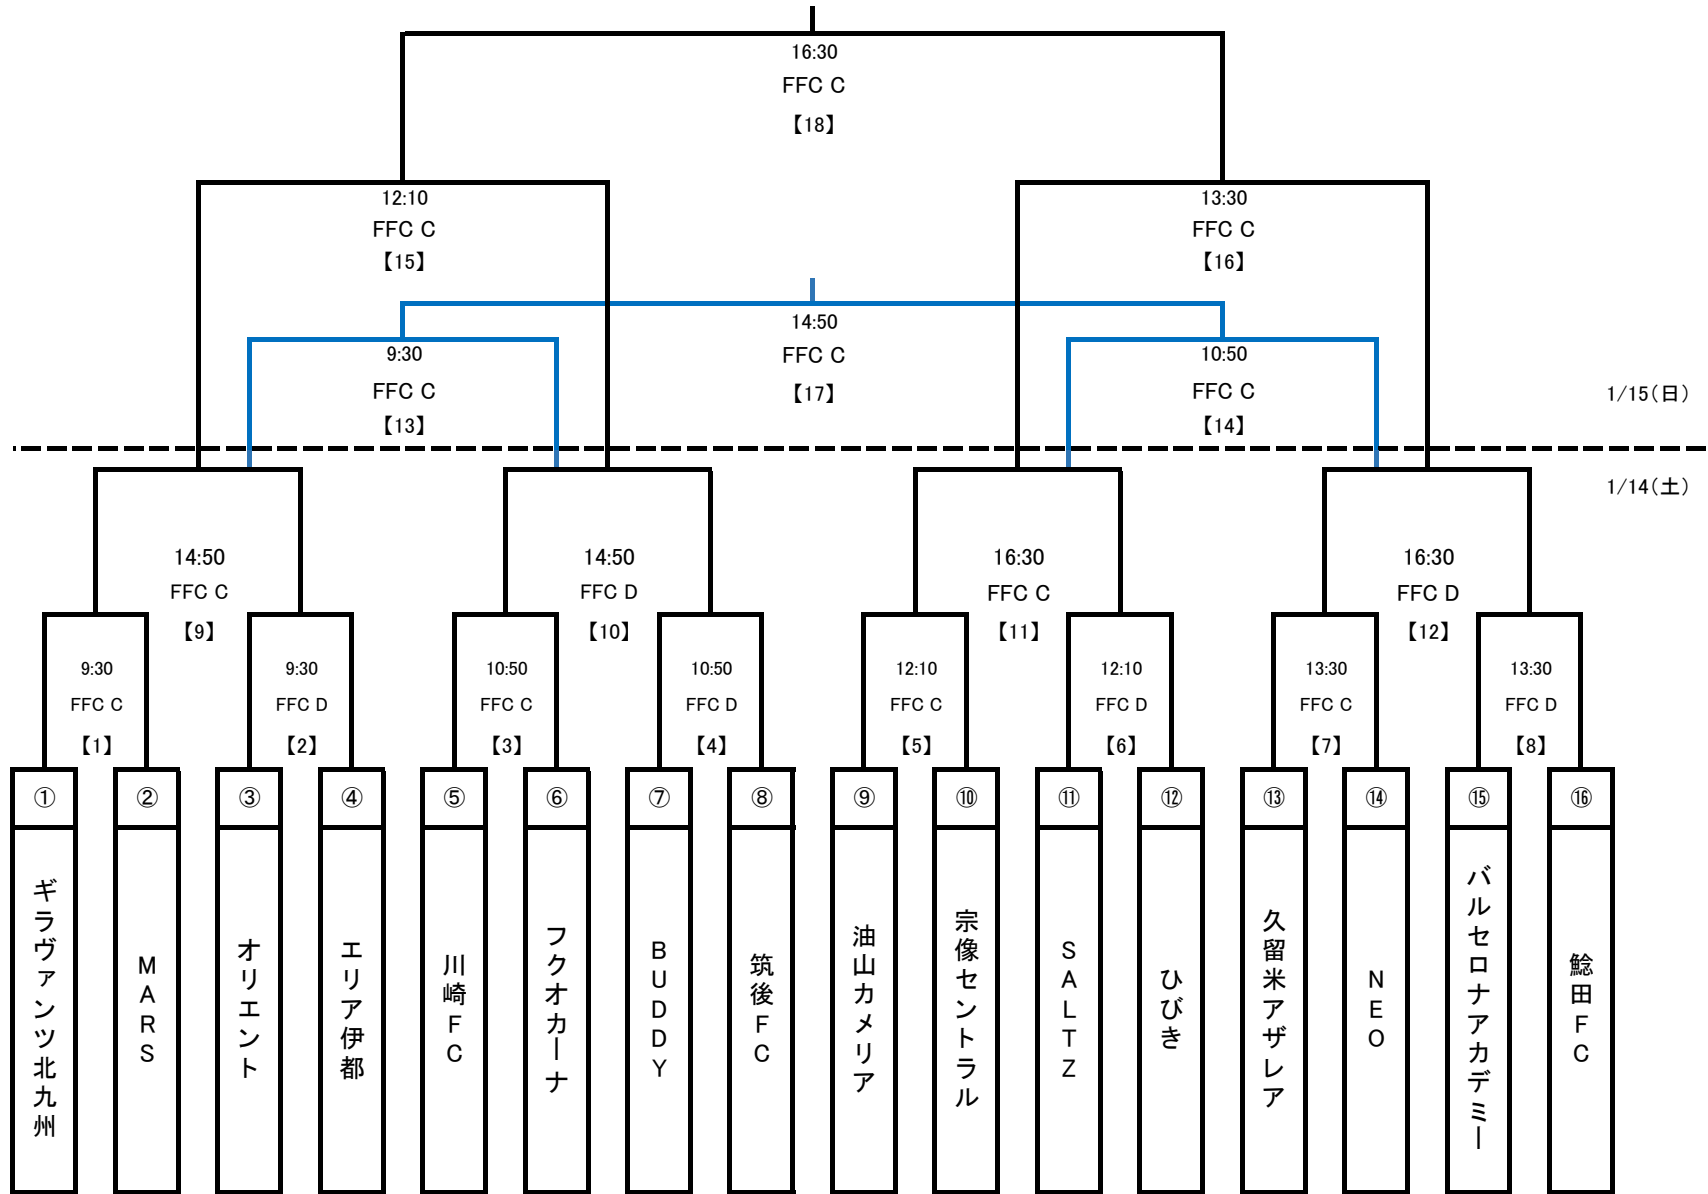 16:30
FFC C
【18】
12:10
FFC C
【15】
13:30
FFC C
【16】
14:50
FFC C
【17】
9:30
FFC C
【13】
10:50
FFC C
【14】
1/15(日)
1/14(土)
14:50
FFC C
【9】
14:50
FFC D
【10】
16:30
FFC C
【11】
16:30
FFC D
【12】
9:30
FFC C
【1】
9:30
FFC D
【2】
10:50
FFC C
【3】
10:50
FFC D
【4】
12:10
FFC C
【5】
12:10
FFC D
【6】
13:30
FFC C
【7】
13:30
FFC D
【8】
①
ギラヴァンツ北九州
②
MARS
③
オリエント
④
エリア伊都
⑤
川崎FC
⑥
フクオカーナ
⑦
BUDDY
⑧
筑後FC
⑨
油山カメリア
⑩
宗像セントラル
⑪
SALTZ
⑫
ひびき
⑬
久留米アザレア
⑭
NEO
⑮
バルセロナアカデミー
⑯
鯰田FC